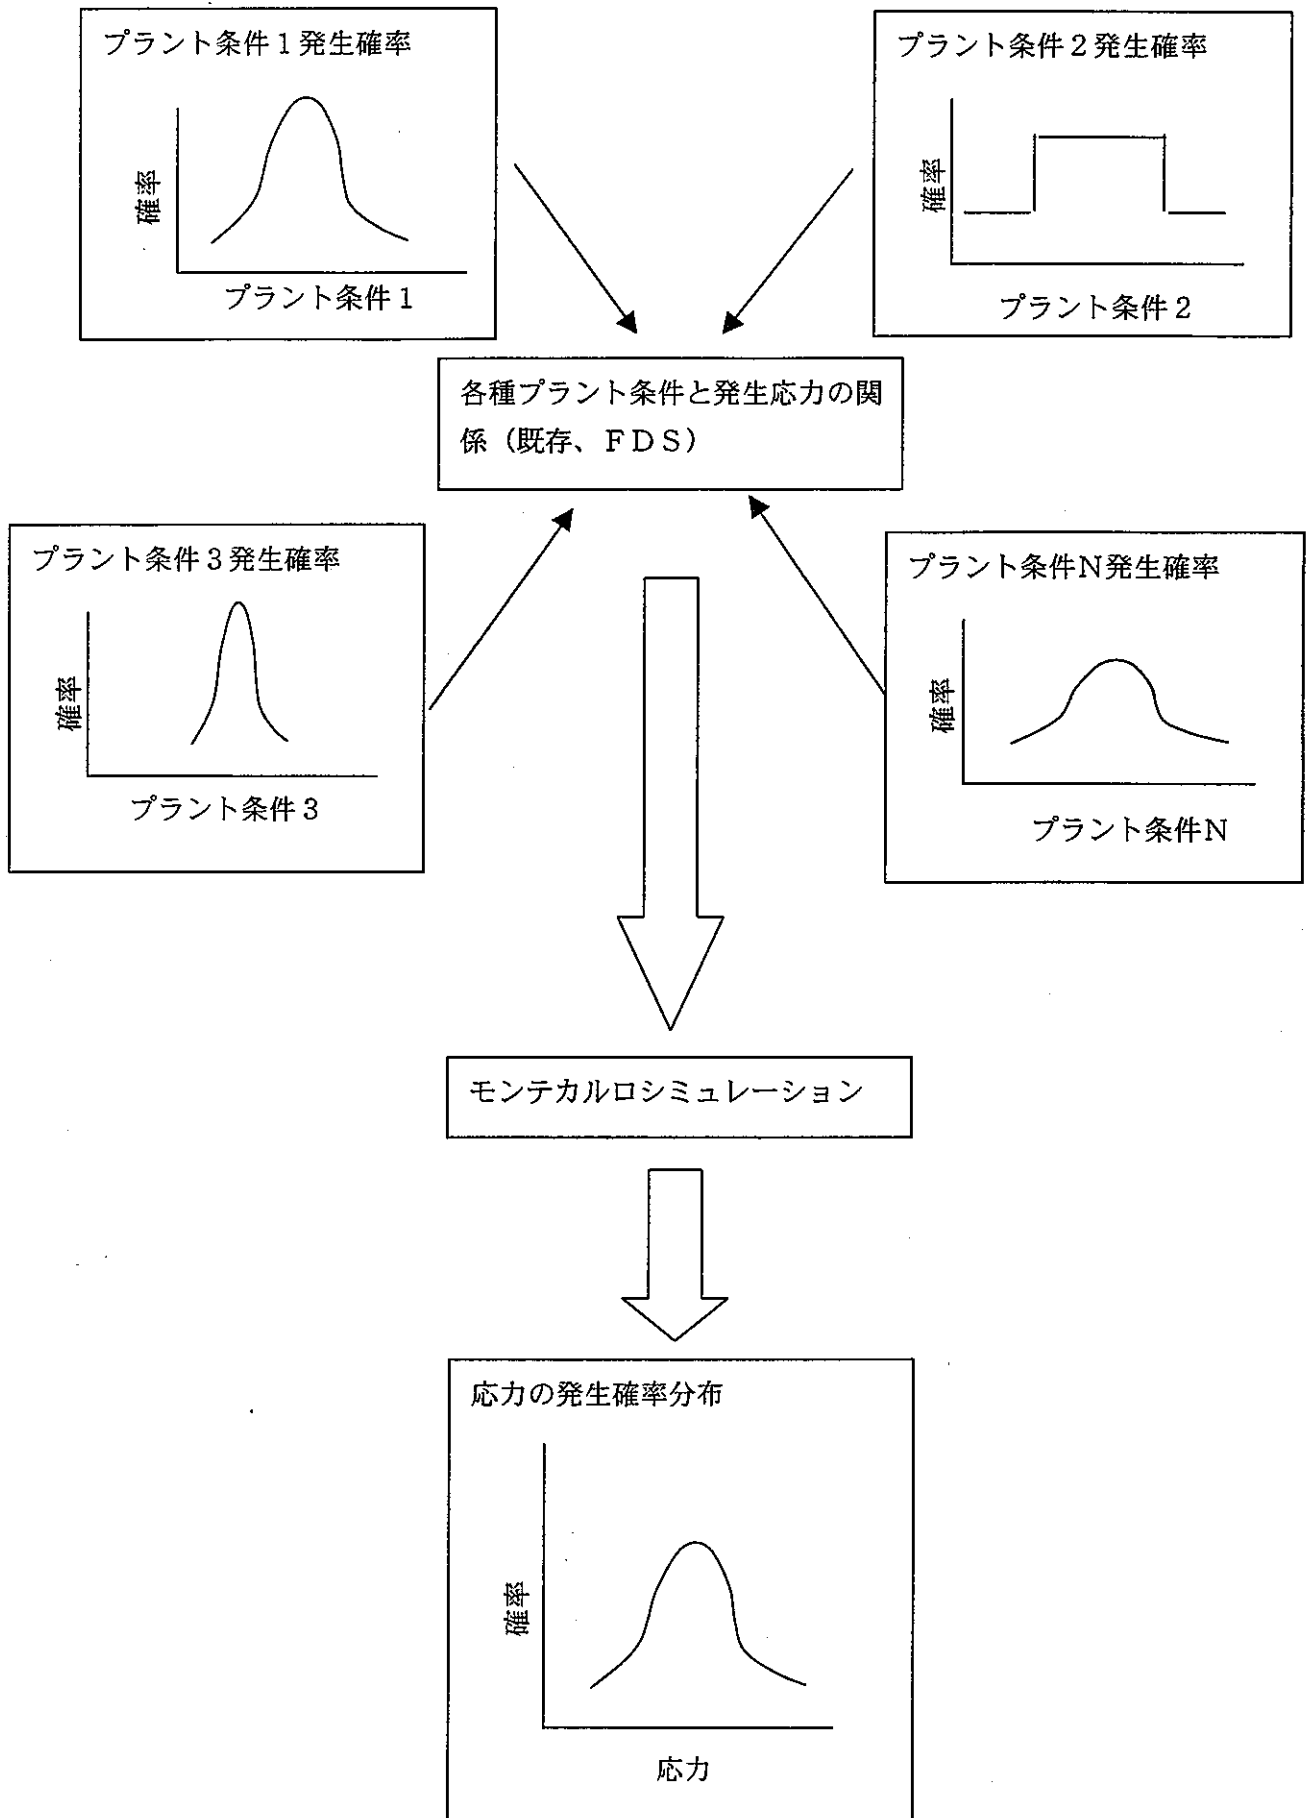 プラント条件１発生確率
確率
プラント条件１
プラント条件２発生確率
確率
プラント条件２
各種プラント条件と発生応力の関
係（既存、ＦＤＳ）
プラント条件３発生確率
確率
プラント条件３
プラント条件N発生確率
確率
プラント条件N
モンテカルロシミュレーション
応力の発生確率分布
確率
応力